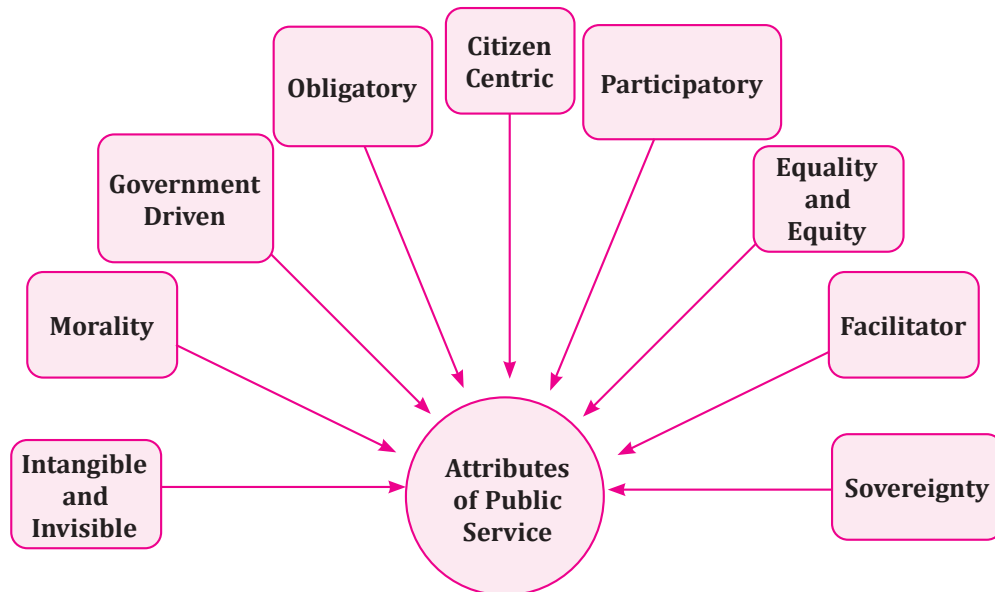 Citizen
Centric
Obligatory
Participatory
Government
Driven
Equality
and
Equity
Morality
Facilitator
Intangible
and
Invisible
Attributes
of Public
Service
Sovereignty